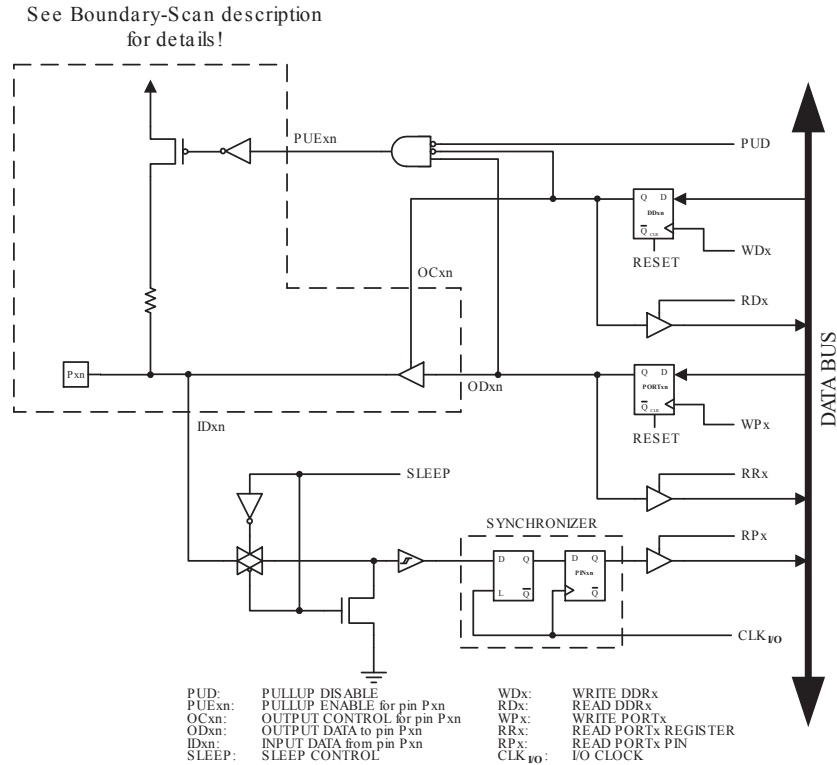 See Boundary-Scan description
for details!
PUExn
PUD
Q D
DDxn
Q CLR
WDx
RESET
OCxn
RDx
Pxn
ODxn
Q D
PORTxn
Q CLR
WPx
RESET
IDxn
DATA BUS
SLEEP
RRx
SYNCHRONIZER
RPx
D Q
L Q
D Q
PINxn
Q
CLK I/O
PUD: PULLUP DISABLE
PUExn: PULLUP ENABLE for pin Pxn
OCxn: OUTPUT CONTROL for pin Pxn
ODxn: OUTPUT DATA to pin Pxn
IDxn: INPUT DATA from pin Pxn
SLEEP: SLEEP CONTROL
WDx: WRITE DDRx
RDx: READ DDRx
WPx: WRITE PORTx
RRx: READ PORTx REGISTER
RPx: READ PORTx PIN
CLK I/O: I/O CLOCK